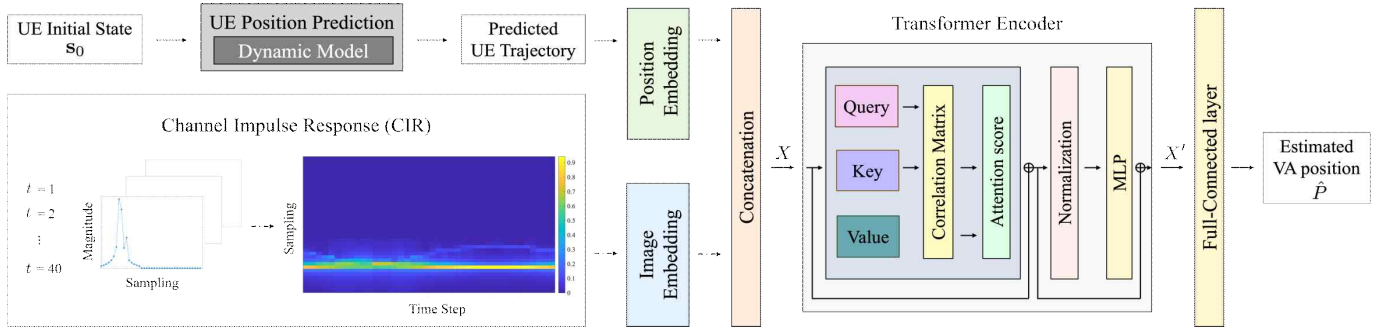 UE Initial State
s₀
UE Position Prediction
Dynamic Model
Predicted
UE Trajectory
Channel Impulse Response (CIR)
t = 1
t = 2
⋮
t = 40
Magnitude
Sampling
Sampling
Time Step
0.9
0.8
0.7
0.6
0.5
0.4
0.3
0.2
0.1
0
Position
Embedding
Image
Embedding
Concatenation
X
Transformer Encoder
Query
Key
Value
Correlation Matrix
Attention score
⊕
Normalization
MLP
⊕
X′
Full-Connected layer
Estimated
VA position
P̂